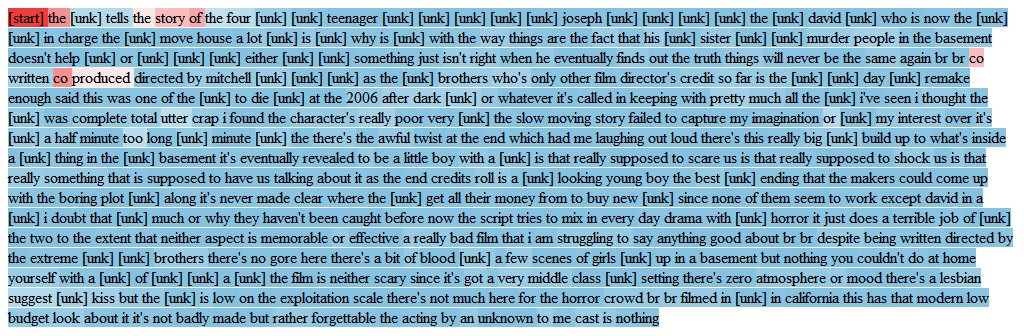 [start] the [unk] tells the story of the four [unk] [unk] teenager [unk] [unk] [unk] [unk] [unk] joseph [unk] [unk] [unk] [unk] the [unk] david [unk] who is now the [unk]
[unk] in charge the [unk] move house a lot [unk] is [unk] why is [unk] with the way things are the fact that his [unk] sister [unk] [unk] murder people in the basement
doesn't help [unk] or [unk] [unk] [unk] either [unk] [unk] something just isn't right when he eventually finds out the truth things will never be the same again br br co
written co produced directed by mitchell [unk] [unk] [unk] as the [unk] brothers who's only other film director's credit so far is the [unk] [unk] day [unk] remake
enough said this was one of the [unk] to die [unk] at the 2006 after dark [unk] or whatever it's called in keeping with pretty much all the [unk] i've seen i thought the
[unk] was complete total utter crap i found the character's really poor very [unk] the slow moving story failed to capture my imagination or [unk] my interest over it's
[unk] a half minute too long [unk] minute [unk] the there's the awful twist at the end which had me laughing out loud there's this really big [unk] build up to what's inside
a [unk] thing in the [unk] basement it's eventually revealed to be a little boy with a [unk] is that really supposed to scare us is that really supposed to shock us is that
really something that is supposed to have us talking about it as the end credits roll is a [unk] looking young boy the best [unk] ending that the makers could come up
with the boring plot [unk] along it's never made clear where the [unk] get all their money from to buy new [unk] since none of them seem to work except david in a
[unk] i doubt that [unk] much or why they haven't been caught before now the script tries to mix in every day drama with [unk] horror it just does a terrible job of [unk]
the two to the extent that neither aspect is memorable or effective a really bad film that i am struggling to say anything good about br br despite being written directed by
the extreme [unk] brothers there's no gore here there's a bit of blood [unk] a few scenes of girls [unk] up in a basement but nothing you couldn't do at home
yourself with a [unk] of [unk] [unk] a [unk] the film is neither scary since it's got a very middle class [unk] setting there's zero atmosphere or mood there's a lesbian
suggest [unk] kiss but the [unk] is low on the exploitation scale there's not much here for the horror crowd br br filmed in [unk] in california this has that modern low
budget look about it it's not badly made but rather forgettable the acting by an unknown to me cast is nothing